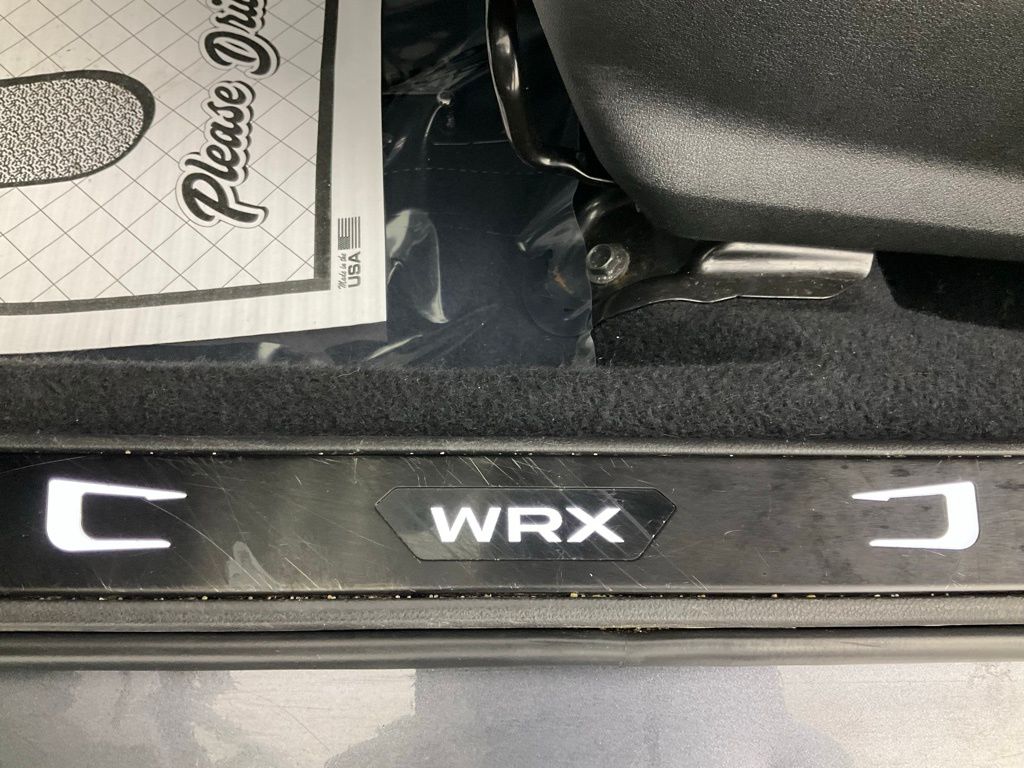 Please Dri
Made in the
USA
WRX